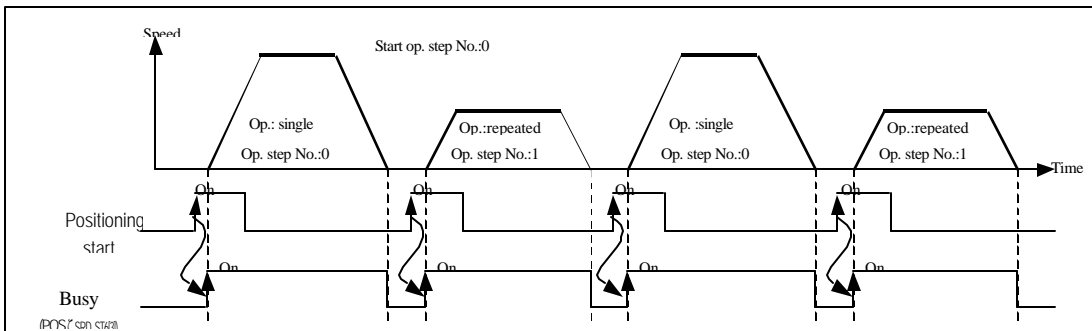 Speed
Start op. step No.:0
Op.: single
Op. step No.:0
Op.:repeated
Op. step No.:1
Op. :single
Op. step No.:0
Op.:repeated
Op. step No.:1
Time
On
On
On
On
Positioning
start
On
On
On
On
Busy